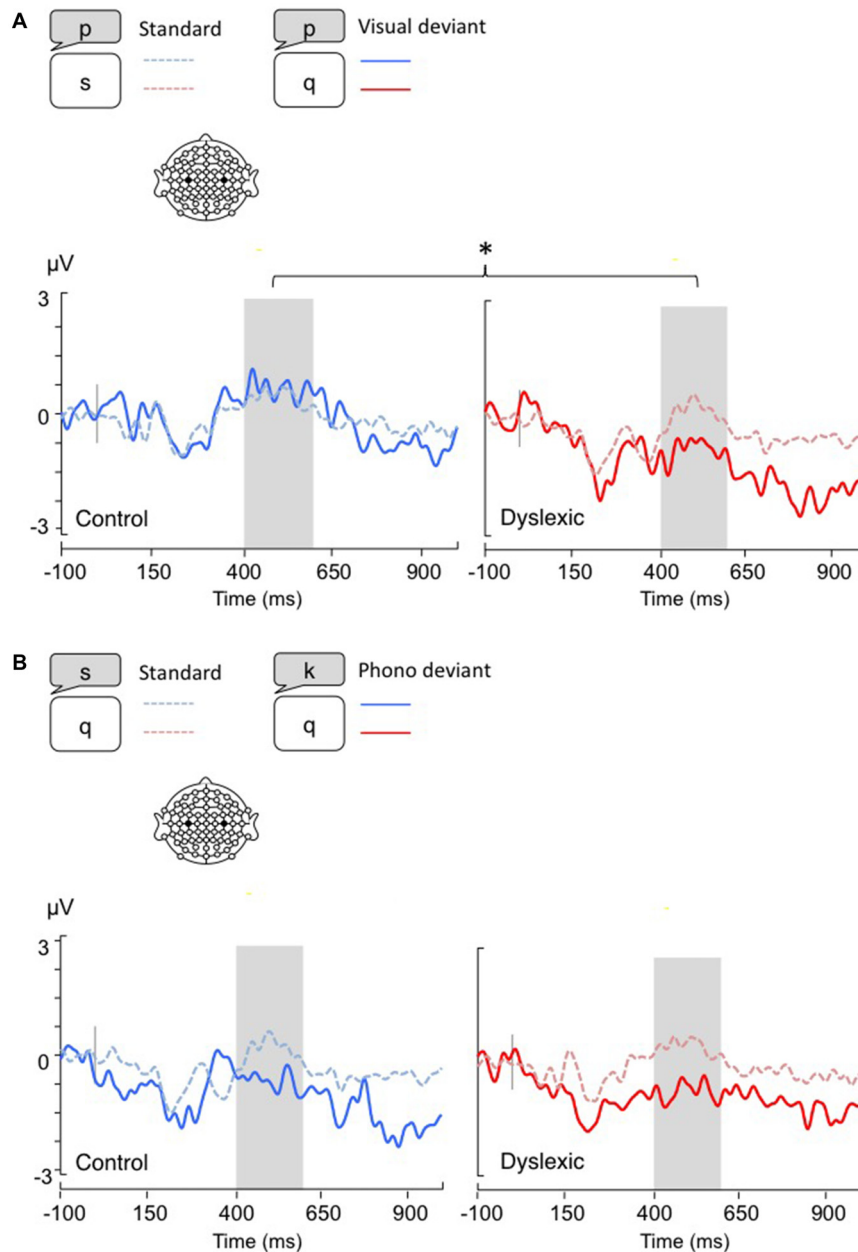 A
p Standard p Visual deviant
s q
*
µV
3
0
-3
Control Dyslexic
-100 150 400 650 900 -100 150 400 650 900
Time (ms) Time (ms)
B
s Standard k Phono deviant
q q
µV
3
0
-3
Control Dyslexic
-100 150 400 650 900 -100 150 400 650 900
Time (ms) Time (ms)